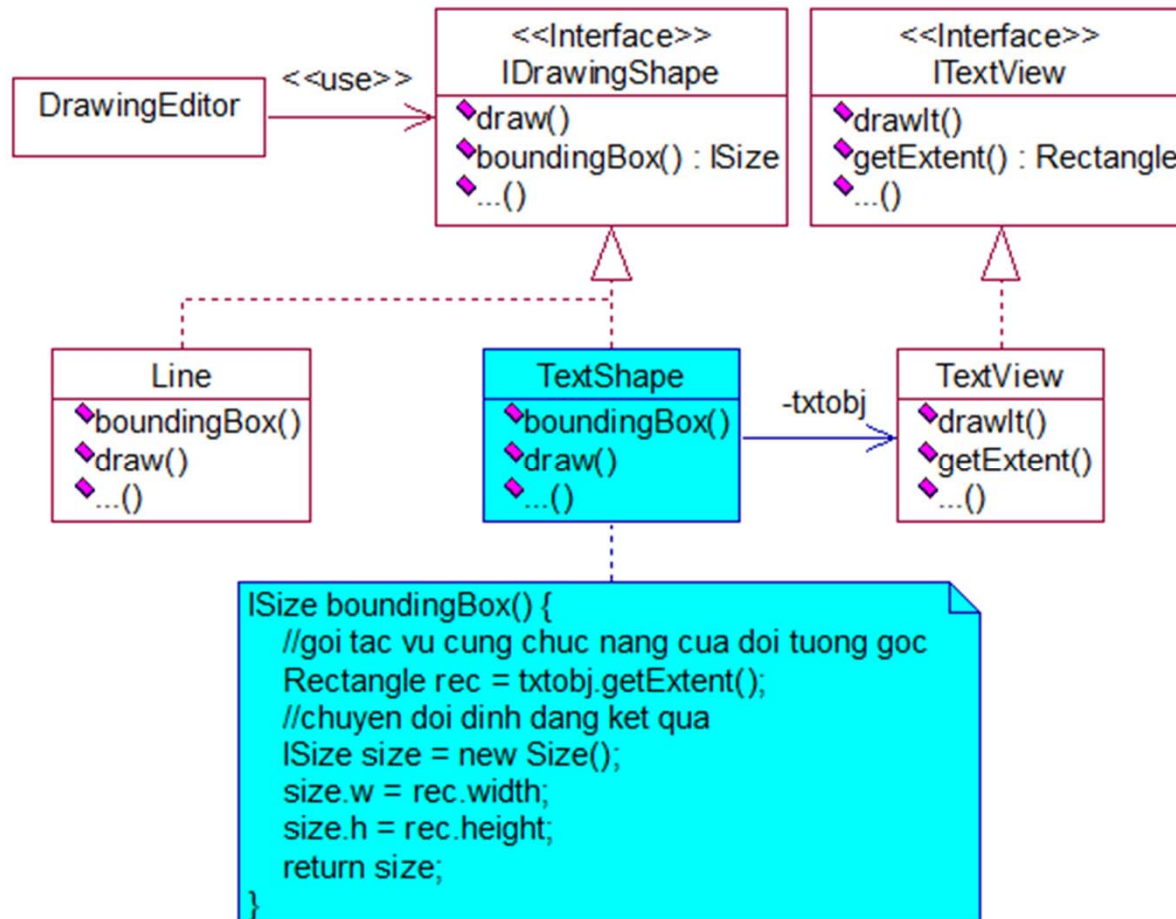 DrawingEditor
<<use>>
<<Interface>>
IDrawingShape
draw()
boundingBox() : ISize
...()
<<Interface>>
ITextView
drawIt()
getExtent() : Rectangle
...()
Line
boundingBox()
draw()
...()
TextShape
boundingBox()
draw()
...()
-txtobj
TextView
drawIt()
getExtent()
...()
ISize boundingBox() {
//goi tac vu cung chuc nang cua doi tuong goc
Rectangle rec = txtobj.getExtent();
//chuyen doi dinh dang ket qua
ISize size = new Size();
size.w = rec.width;
size.h = rec.height;
return size;
}